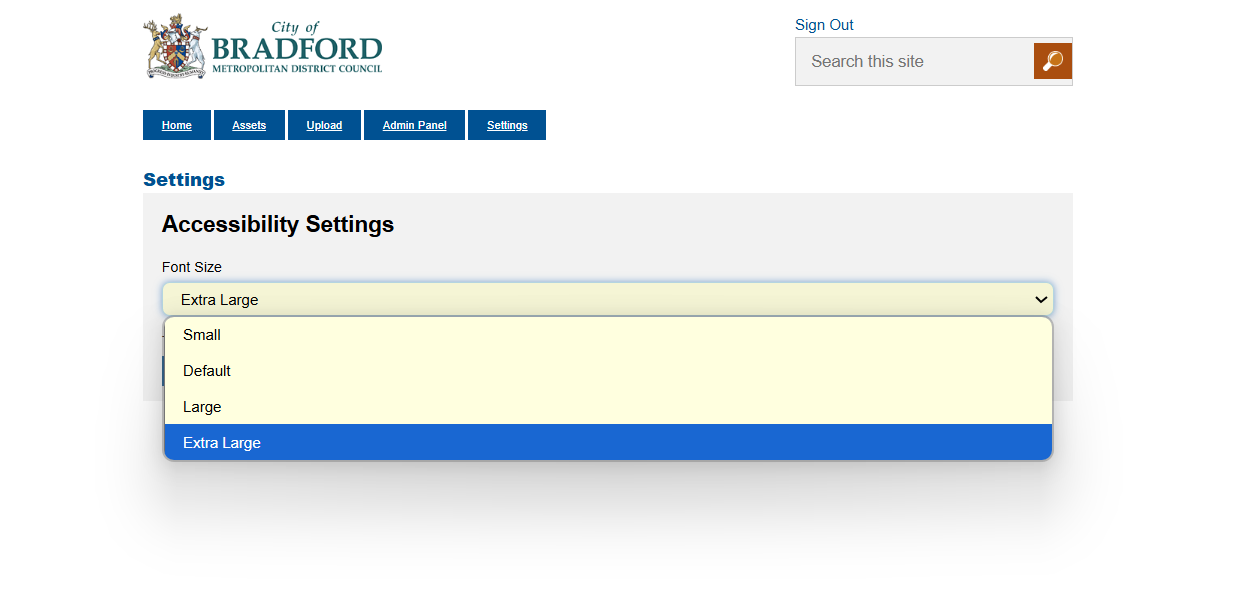 City of
BRADFORD
METROPOLITAN DISTRICT COUNCIL
Sign Out
Search this site
Home Assets Upload Admin Panel Settings
Settings
Accessibility Settings
Font Size
Extra Large
Small
Default
Large
Extra Large